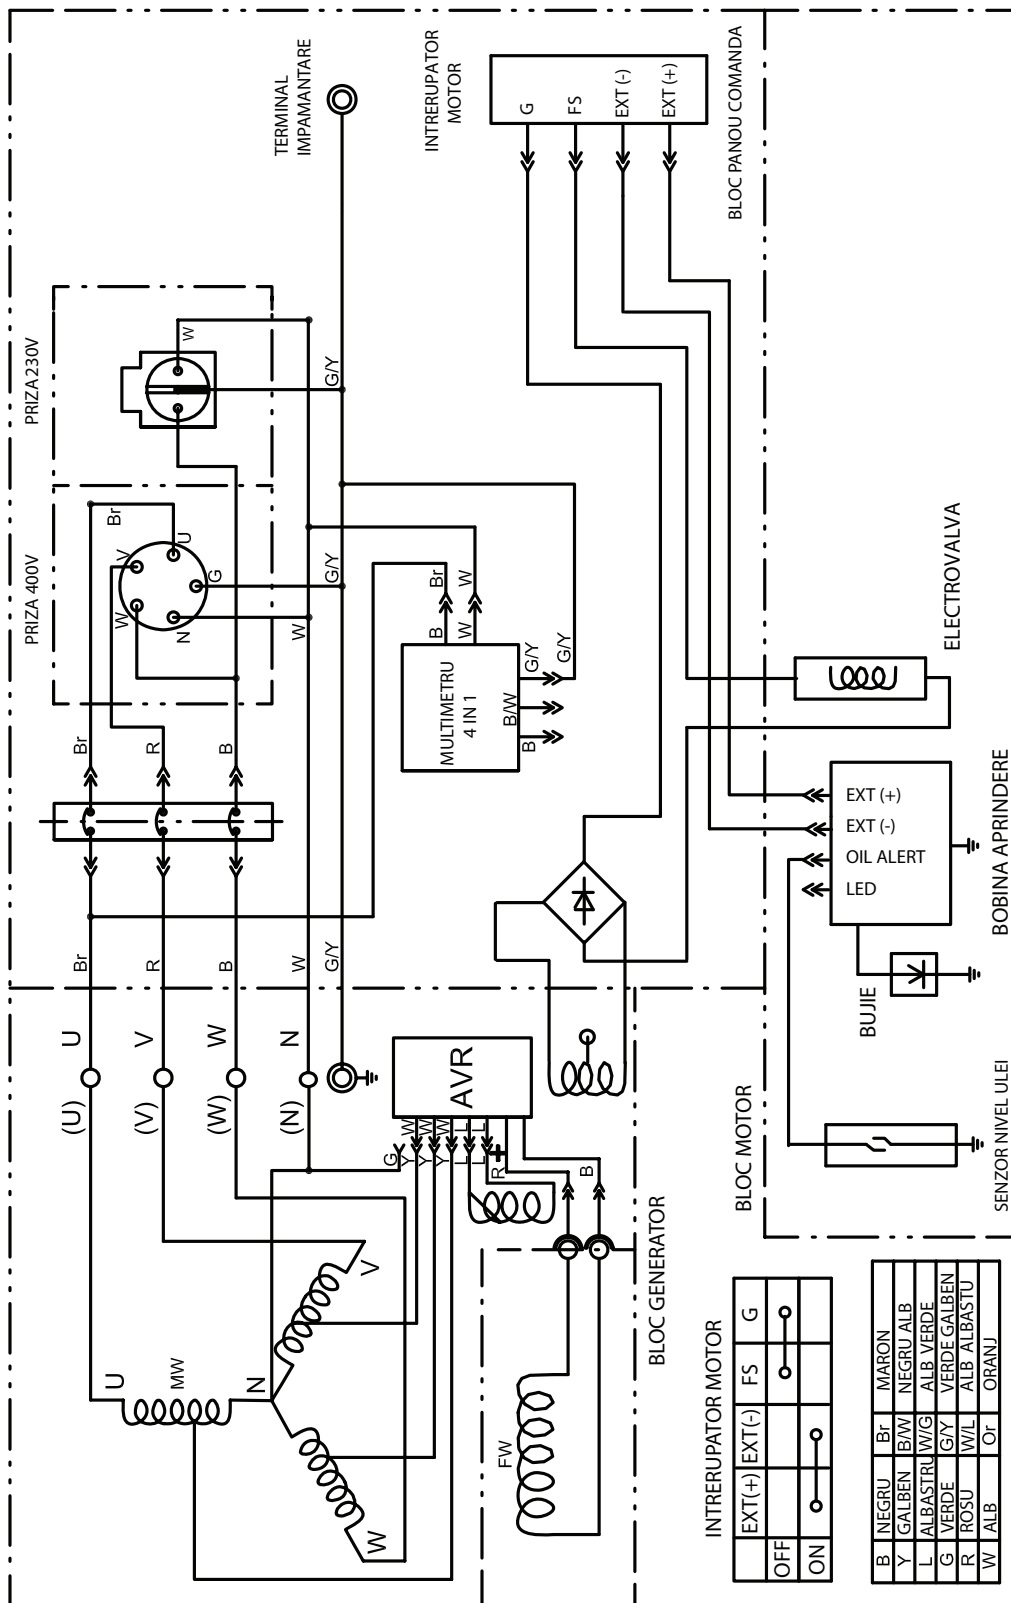 TERMINAL
IMPAMANTARE
INTRERUPATOR
MOTOR
G
FS
EXT (-)
EXT (+)
BLOC PANOU COMANDA
PRIZA 230V
W
G/Y
PRIZA 400V
Br
V
U
W
G
N
G/Y
W
Br
R
B
Br
W
B
W
MULTIMETRU
4 IN 1
G/Y
G/Y
B/W
B
ELECTROVALVA
EXT (+)
EXT (-)
OIL ALERT
LED
BOBINA APRINDERE
BUJIE
SENZOR NIVEL ULEI
BLOC MOTOR
Br
R
B
W
G/Y
U
V
W
N
(U)
(V)
(W)
(N)
AVR
G
W
W
W
L
L
Y
Y
Y
L
L
+
R
B
U
MW
N
V
W
FW
BLOC GENERATOR
INTRERUPATOR MOTOR
EXT(+) EXT(-) FS G
OFF
ON
B NEGRU Br MARON
Y GALBEN B/W NEGRU ALB
L ALBASTRU W/G ALB VERDE
G VERDE G/Y VERDE GALBEN
R ROSU W/L ALB ALBASTU
W ALB Or ORANJ